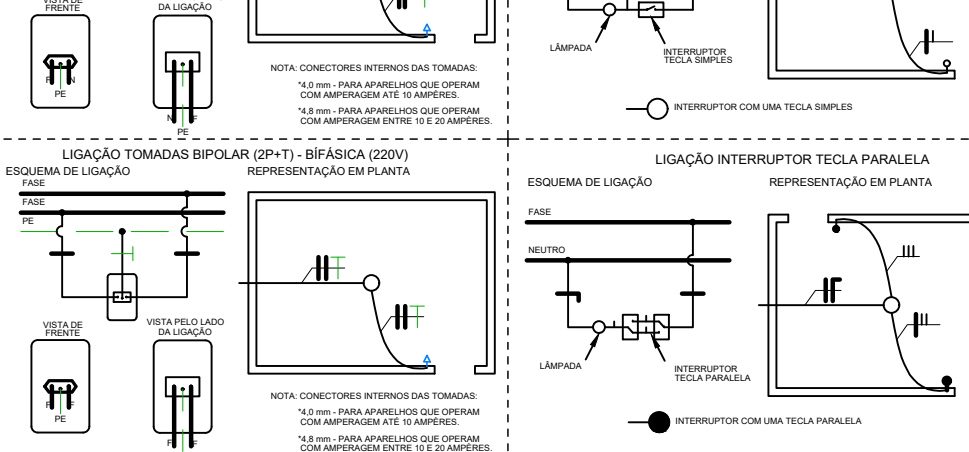 VISTA DE
FRENTE
DA LIGAÇÃO
F N
PE
N F
PE
NOTA: CONECTORES INTERNOS DAS TOMADAS:
*4,0 mm - PARA APARELHOS QUE OPERAM
COM AMPERAGEM ATÉ 10 AMPÉRES.
*4,8 mm - PARA APARELHOS QUE OPERAM
COM AMPERAGEM ENTRE 10 E 20 AMPÉRES.
LÂMPADA
INTERRUPTOR
TECLA SIMPLES
INTERRUPTOR COM UMA TECLA SIMPLES
LIGAÇÃO TOMADAS BIPOLAR (2P+T) - BÍFÁSICA (220V)
ESQUEMA DE LIGAÇÃO
REPRESENTAÇÃO EM PLANTA
FASE
FASE
PE
VISTA DE
FRENTE
VISTA PELO LADO
DA LIGAÇÃO
F F
PE
F F
NOTA: CONECTORES INTERNOS DAS TOMADAS:
*4,0 mm - PARA APARELHOS QUE OPERAM
COM AMPERAGEM ATÉ 10 AMPÉRES.
*4,8 mm - PARA APARELHOS QUE OPERAM
COM AMPERAGEM ENTRE 10 E 20 AMPÉRES.
LIGAÇÃO INTERRUPTOR TECLA PARALELA
ESQUEMA DE LIGAÇÃO
REPRESENTAÇÃO EM PLANTA
FASE
NEUTRO
LÂMPADA
INTERRUPTOR
TECLA PARALELA
INTERRUPTOR COM UMA TECLA PARALELA